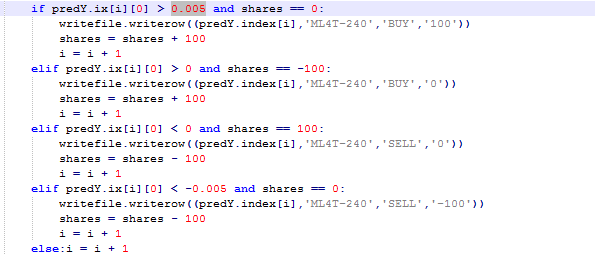 if predY.ix[i][0] > 0.005 and shares == 0:
writefile.writerow((predY.index[i],'ML4T-240','BUY','100'))
shares = shares + 100
i = i + 1
elif predY.ix[i][0] > 0 and shares == -100:
writefile.writerow((predY.index[i],'ML4T-240','BUY','0'))
shares = shares + 100
i = i + 1
elif predY.ix[i][0] < 0 and shares == 100:
writefile.writerow((predY.index[i],'ML4T-240','SELL','0'))
shares = shares - 100
i = i + 1
elif predY.ix[i][0] < -0.005 and shares == 0:
writefile.writerow((predY.index[i],'ML4T-240','SELL','-100'))
shares = shares - 100
i = i + 1
else:i = i + 1